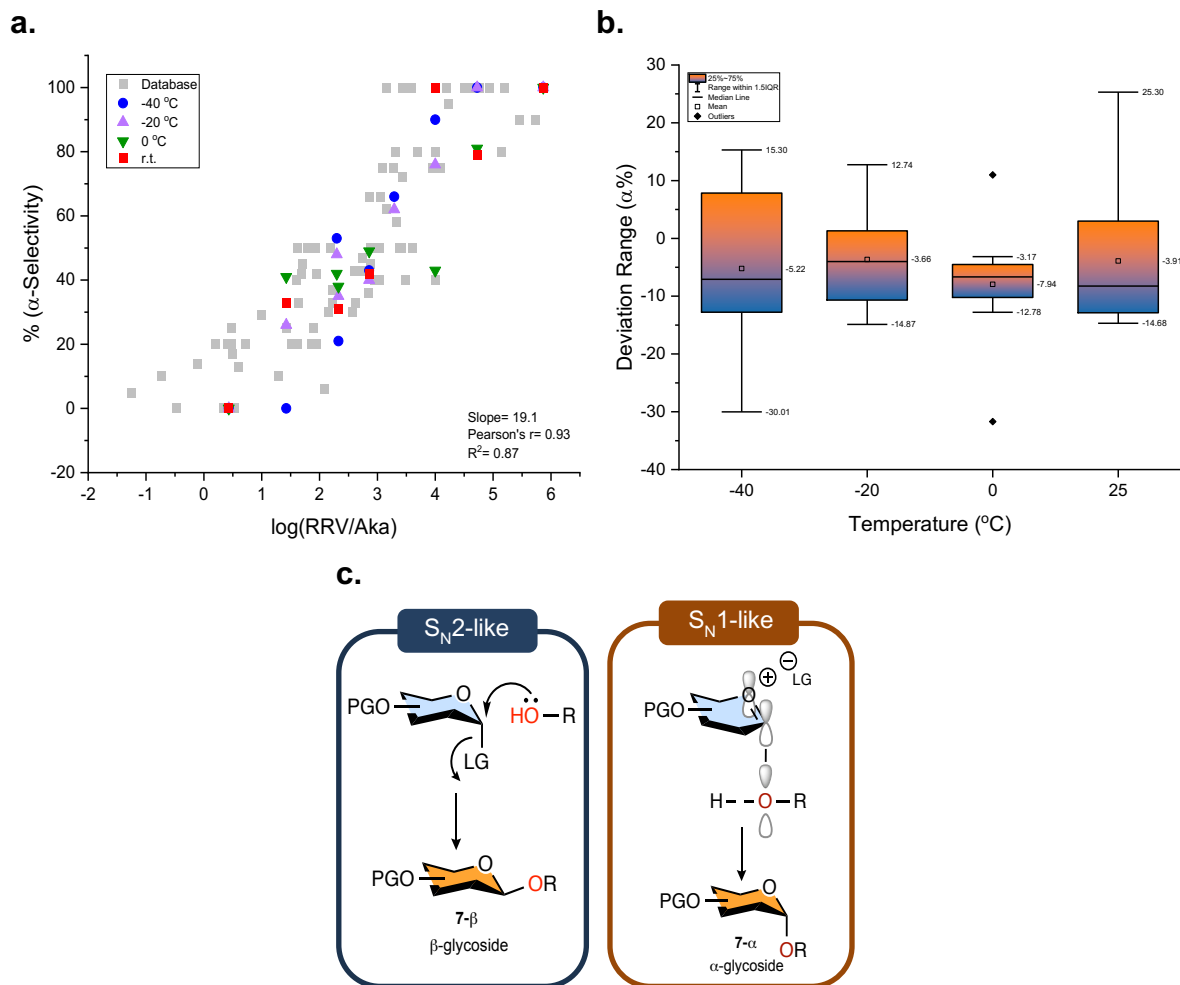 a.
% (α-Selectivity)
100
80
60
40
20
0
-20
Database
-40 °C
-20 °C
0 °C
r.t.
Slope= 19.1
Pearson's r= 0.93
R²= 0.87
-2 -1 0 1 2 3 4 5 6
log(RRV/Aka)
b.
Deviation Range (α%)
30
20
10
0
-10
-20
-30
-40
25%~75%
Range within 1.5IQR
Median Line
Mean
Outliers
15.30
-5.22
-30.01
12.74
-3.66
-14.87
-3.17
-7.94
-12.78
25.30
-3.91
-14.68
-40 -20 0 25
Temperature (°C)
c.
SN2-like
O
PGO
HO R
LG
O
PGO OR
7-β
β-glycoside
SN1-like
+ −
LG
O
PGO
H O R
O
PGO
7-α OR
α-glycoside